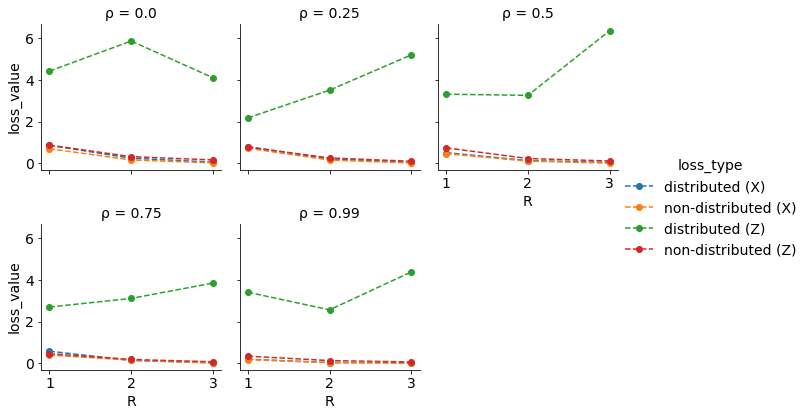 ρ = 0.0
ρ = 0.25
ρ = 0.5
6
4
2
0
loss_value
1
2
3
R
loss_type
distributed (X)
non-distributed (X)
distributed (Z)
non-distributed (Z)
ρ = 0.75
ρ = 0.99
6
4
2
0
loss_value
1
2
3
R
1
2
3
R